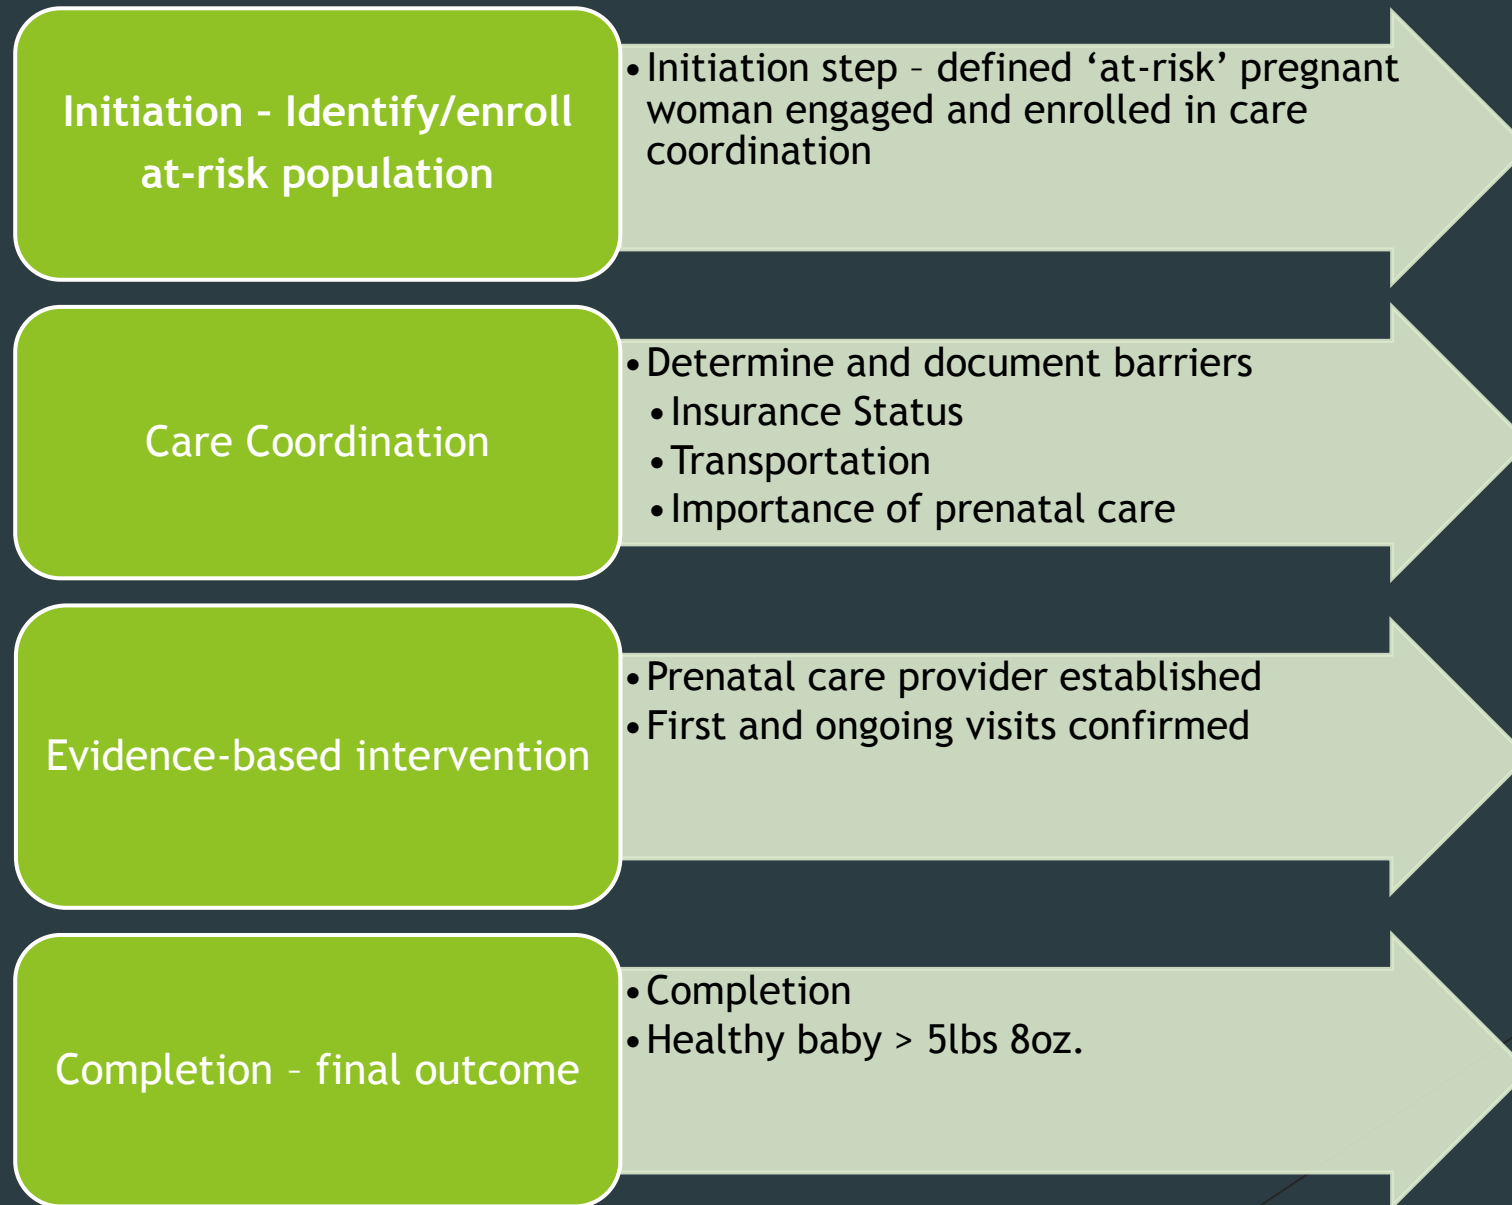 Initiation – Identify/enroll
at-risk population
• Initiation step – defined ‘at-risk’ pregnant
woman engaged and enrolled in care
coordination
Care Coordination
• Determine and document barriers
• Insurance Status
• Transportation
• Importance of prenatal care
Evidence-based intervention
• Prenatal care provider established
• First and ongoing visits confirmed
Completion – final outcome
• Completion
• Healthy baby > 5lbs 8oz.